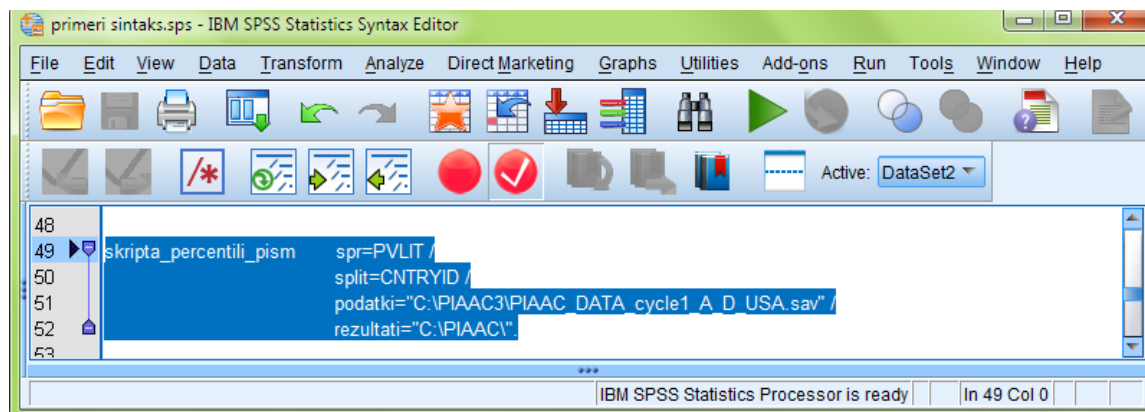 primeri sintaks.sps - IBM SPSS Statistics Syntax Editor
File Edit View Data Transform Analyze Direct Marketing Graphs Utilities Add-ons Run Tools Window Help
/*
Active: DataSet2
48
49 skripta_percentili_pism spr=PVLIT /
50 split=CNTRYID /
51 podatki="C:\PIAAC3\PIAAC_DATA_cycle1_A_D_USA.sav" /
52 rezultati="C:\PIAAC\".
53
IBM SPSS Statistics Processor is ready In 49 Col 0